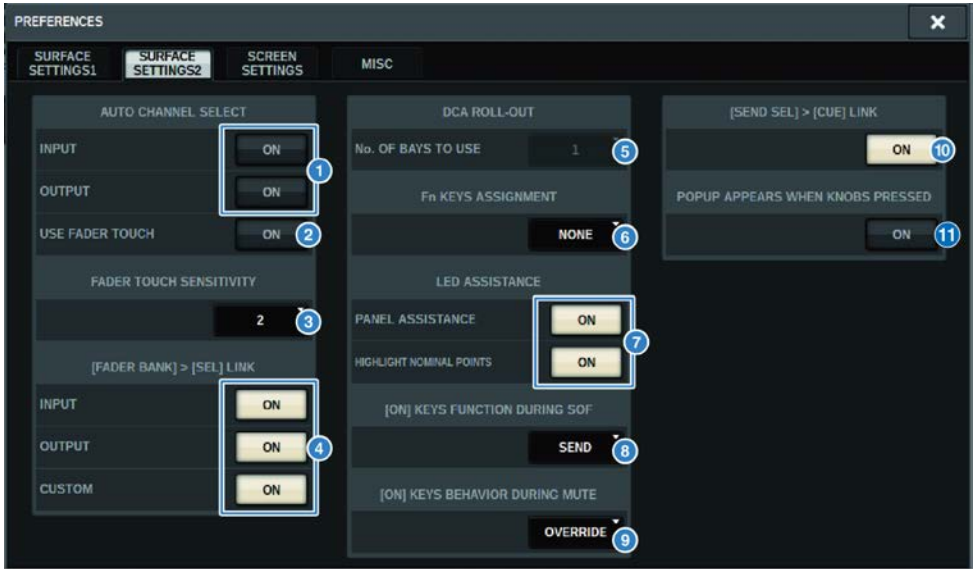 PREFERENCES
×
SURFACE
SETTINGS1
SURFACE
SETTINGS2
SCREEN
SETTINGS
MISC
AUTO CHANNEL SELECT
INPUT ON
1
OUTPUT ON
USE FADER TOUCH ON 2
FADER TOUCH SENSITIVITY
2 3
[FADER BANK] > [SEL] LINK
INPUT ON
OUTPUT ON 4
CUSTOM ON
DCA ROLL-OUT
No. OF BAYS TO USE 1 5
Fn KEYS ASSIGNMENT
NONE 6
LED ASSISTANCE
PANEL ASSISTANCE ON
7
HIGHLIGHT NOMINAL POINTS ON
[ON] KEYS FUNCTION DURING SOF
SEND 8
[ON] KEYS BEHAVIOR DURING MUTE
OVERRIDE 9
[SEND SEL] > [CUE] LINK
ON 10
POPUP APPEARS WHEN KNOBS PRESSED
ON 11